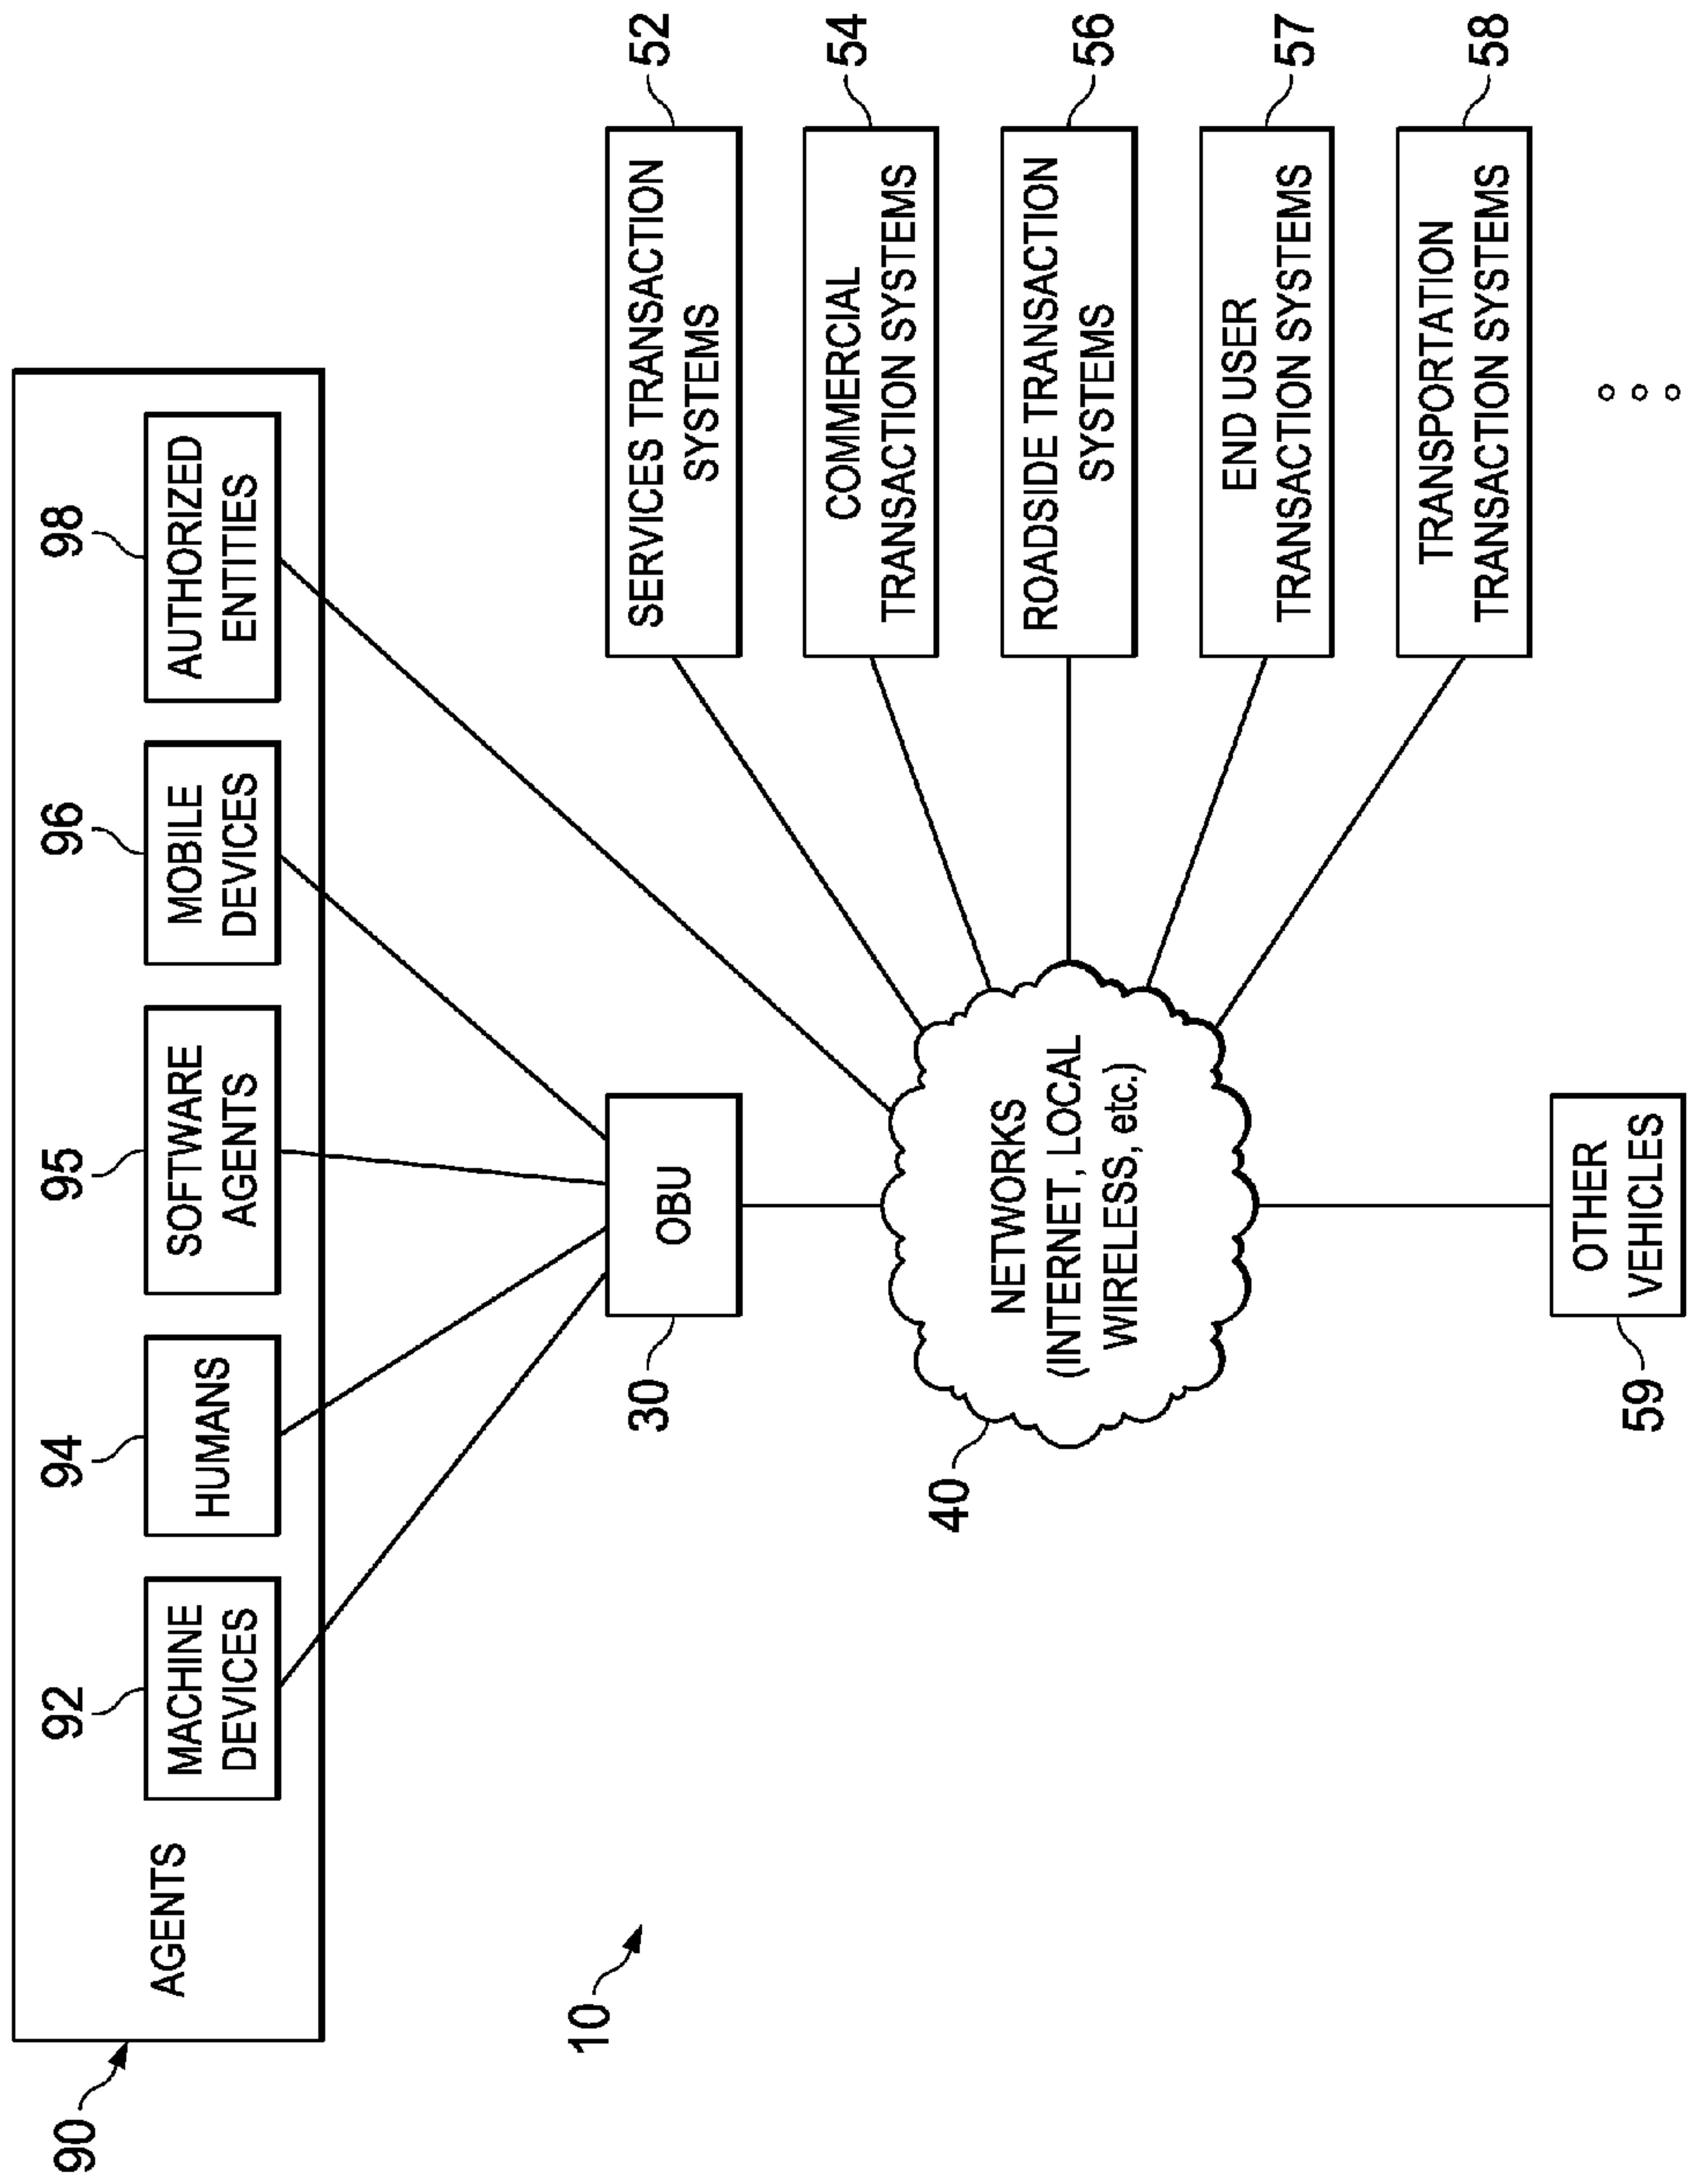 90
AGENTS
92
MACHINE
DEVICES
94
HUMANS
95
SOFTWARE
AGENTS
96
MOBILE
DEVICES
98
AUTHORIZED
ENTITIES
10
30
OBU
40
NETWORKS
(INTERNET, LOCAL
WIRELESS, etc.)
SERVICES TRANSACTION
SYSTEMS
52
COMMERCIAL
TRANSACTION SYSTEMS
54
ROADSIDE TRANSACTION
SYSTEMS
56
END USER
TRANSACTION SYSTEMS
57
TRANSPORTATION
TRANSACTION SYSTEMS
58
59
OTHER
VEHICLES